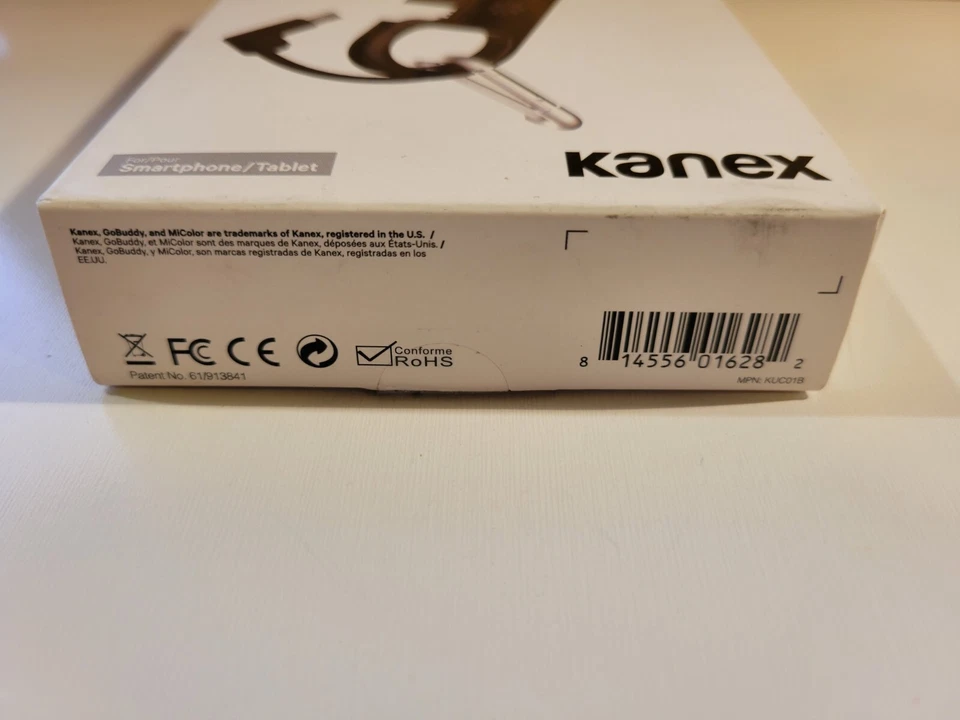 For/Pour
Smartphone/Tablet
Kanex
Kanex, GoBuddy, and MiColor are trademarks of Kanex, registered in the U.S. /
Kanex, GoBuddy, et MiColor sont des marques de Kanex, déposées aux États-Unis. /
Kanex, GoBuddy, y MiColor, son marcas registradas de Kanex, registradas en los
EE.UU.
FC CE
Conforme
RoHS
Patent No. 61/913841
8 14556 01628 2
MPN: KUC01B